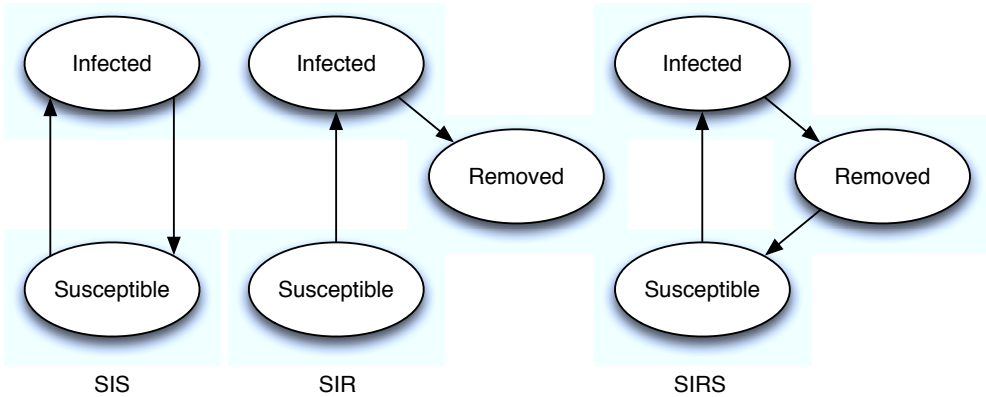 Infected
Susceptible
SIS
Infected
Removed
Susceptible
SIR
Infected
Removed
Susceptible
SIRS